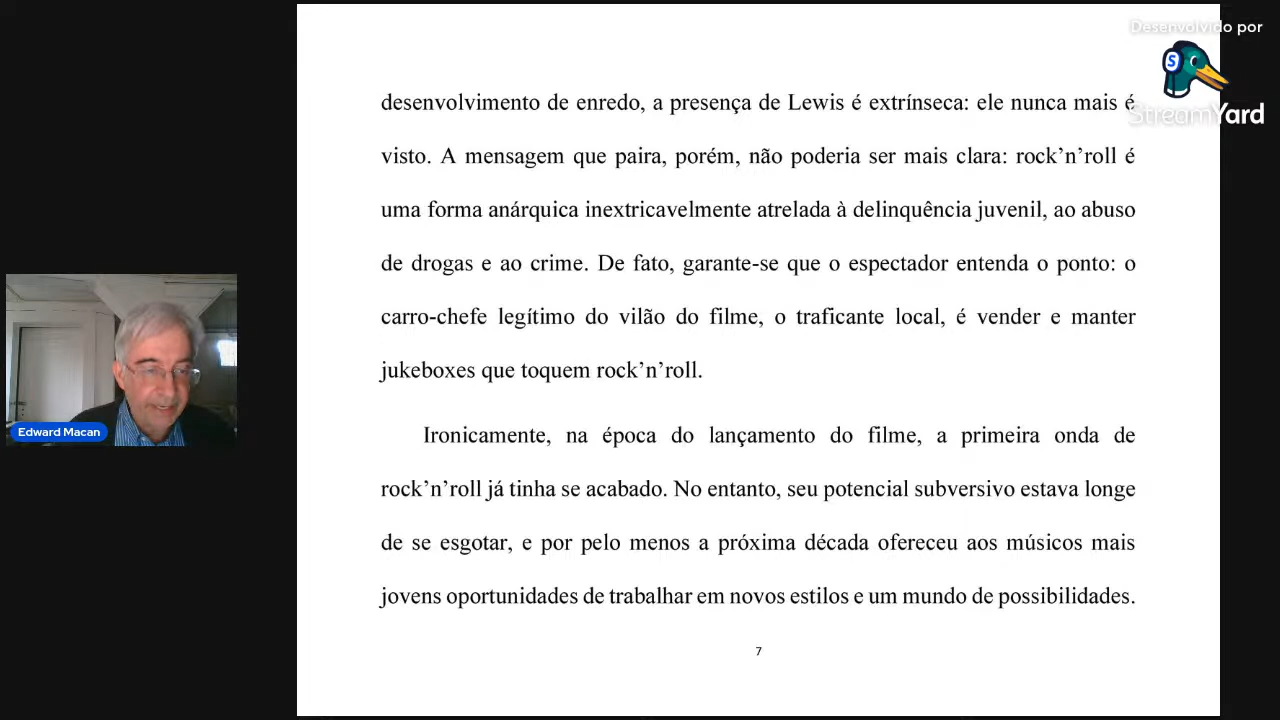 Desenvolvido por
StreamYard
desenvolvimento de enredo, a presença de Lewis é extrínseca: ele nunca mais é
visto. A mensagem que paira, porém, não poderia ser mais clara: rock’n’roll é
uma forma anárquica inextricavelmente atrelada à delinquência juvenil, ao abuso
de drogas e ao crime. De fato, garante-se que o espectador entenda o ponto: o
carro-chefe legítimo do vilão do filme, o traficante local, é vender e manter
jukeboxes que toquem rock’n’roll.
Edward Macan
Ironicamente, na época do lançamento do filme, a primeira onda de
rock’n’roll já tinha se acabado. No entanto, seu potencial subversivo estava longe
de se esgotar, e por pelo menos a próxima década ofereceu aos músicos mais
jovens oportunidades de trabalhar em novos estilos e um mundo de possibilidades.
7